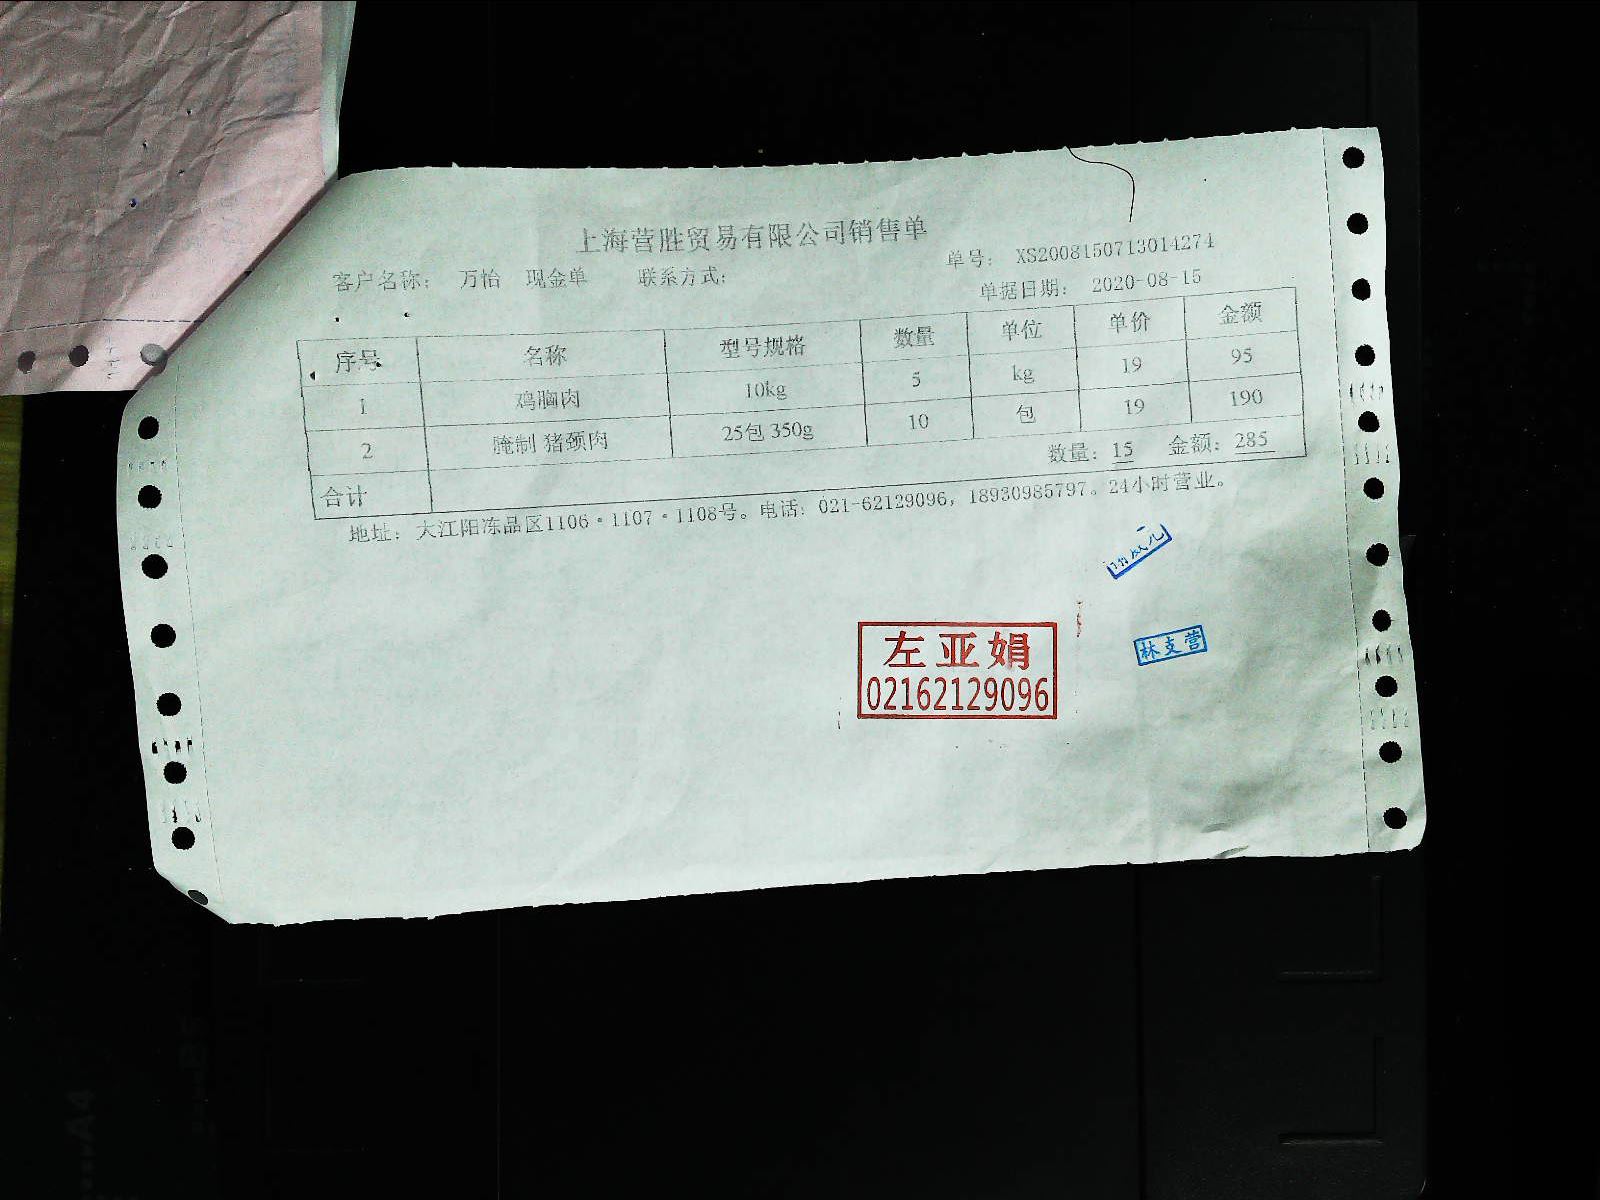 上海营胜贸易有限公司销售单
客户名称： 万怡 现金单 联系方式： 单号： XS2008150713014274
单据日期： 2020-08-15
序号 名称 型号规格 数量 单位 单价 金额
1 鸡胸肉 10kg 5 kg 19 95
2 腌制 猪颈肉 25包 350g 10 包 19 190
合计 数量：15 金额：285
地址：大江阳冻品区1106·1107·1108号。电话：021-62129096，18930985797。24小时营业。
左亚娟
02162129096
林支营
A4